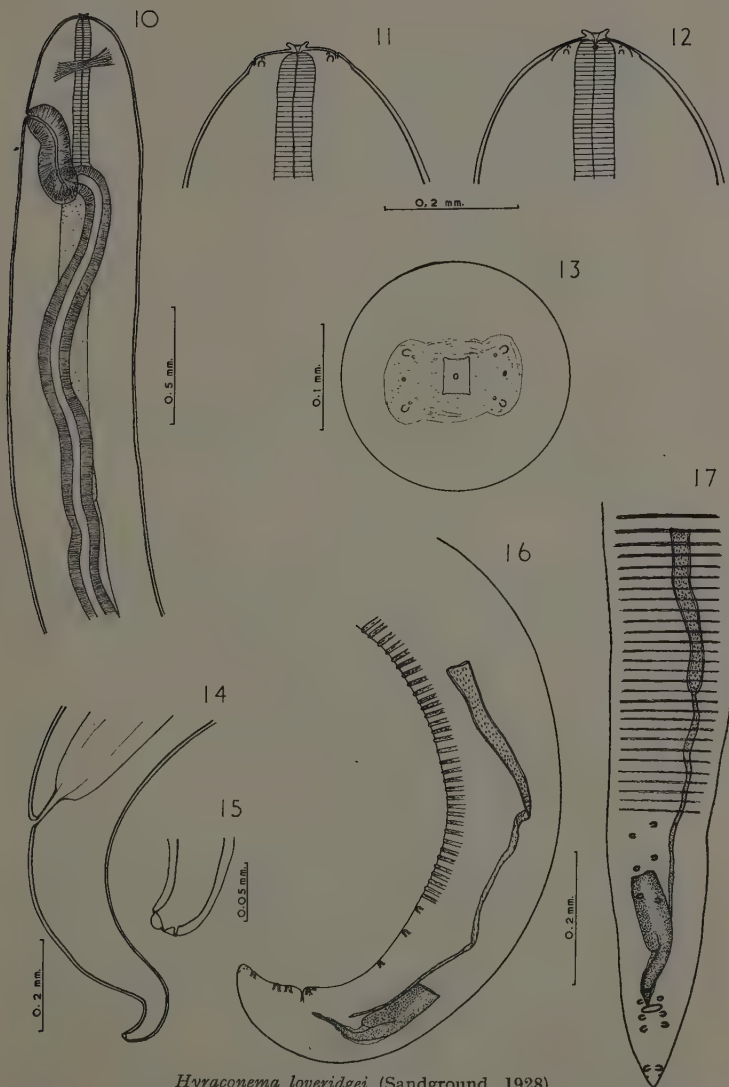 10
11
12
0.2 mm.
13
0.5 mm.
0.1 mm.
17
16
14
15
0.05 mm.
0.2 mm.
0.2 mm.
Hyraconema loveridgei (Sandground, 1928)